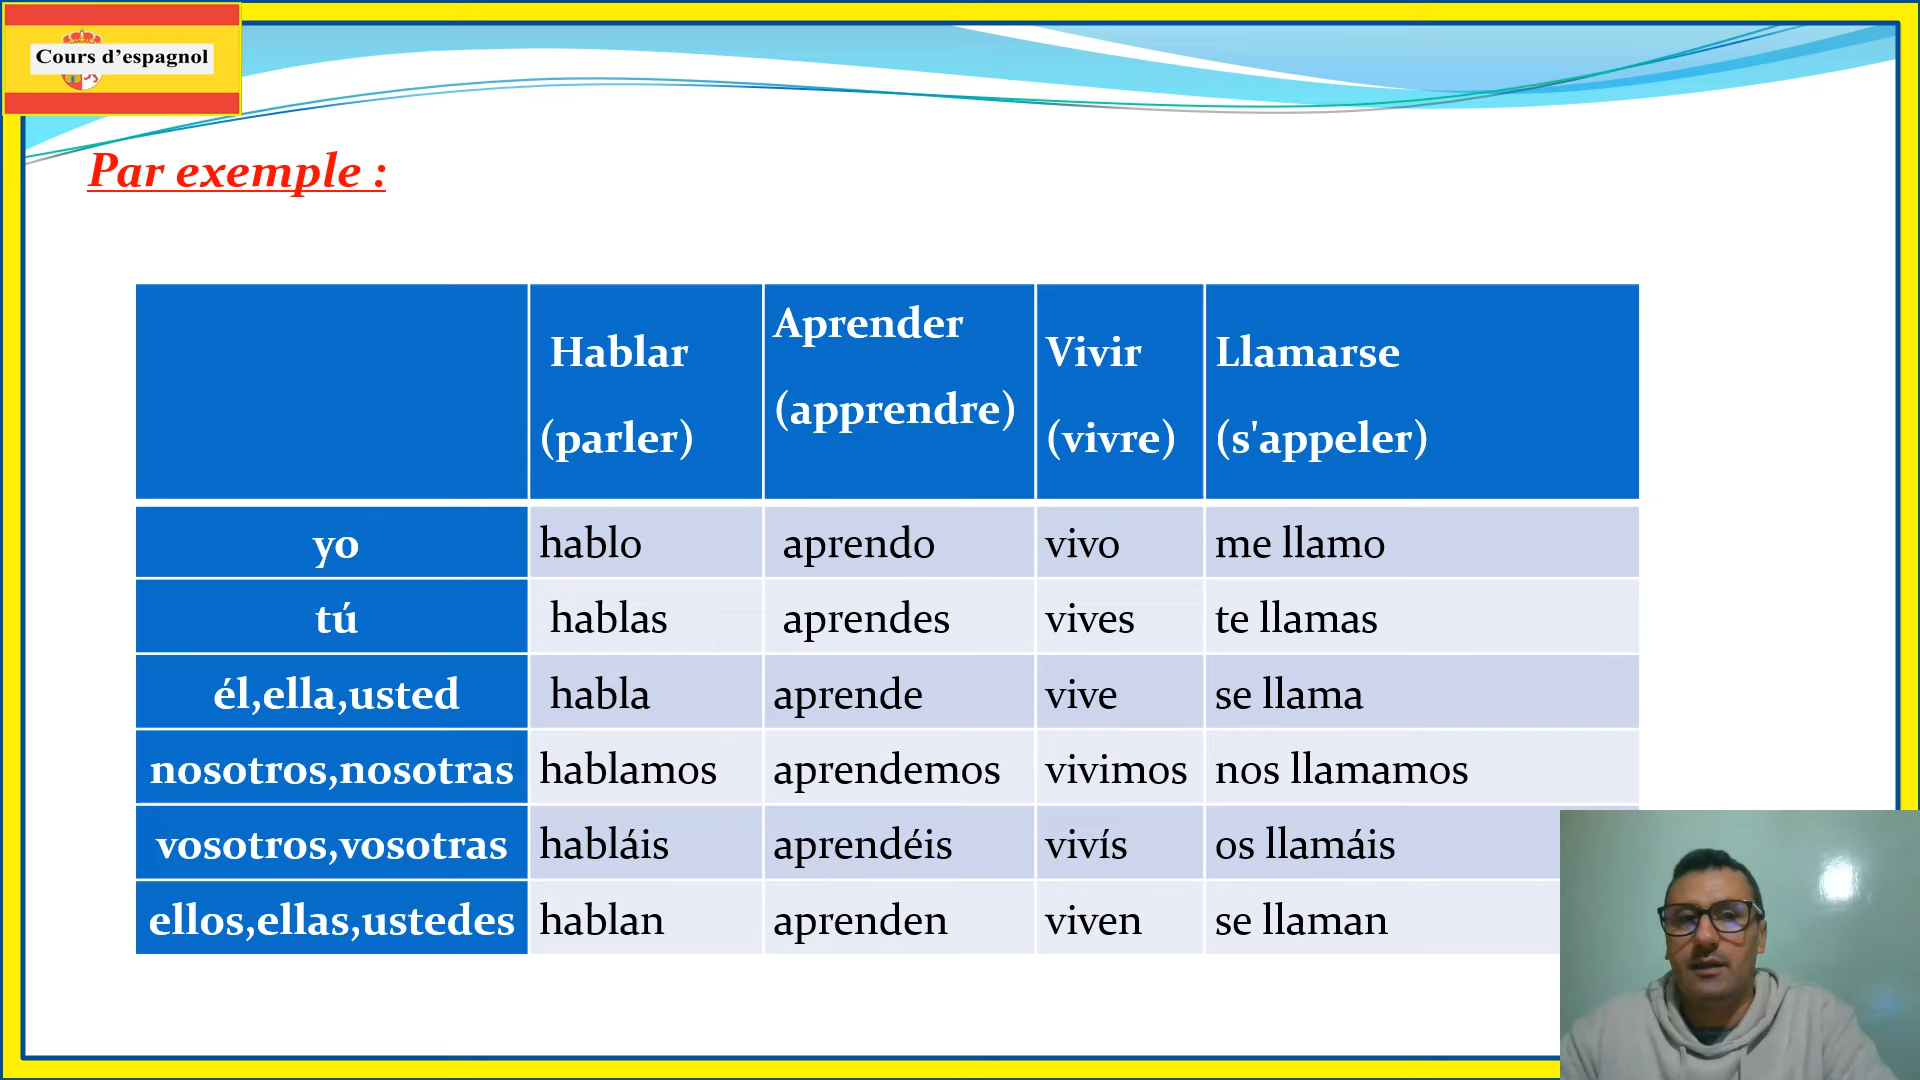 Cours d’espagnol
Par exemple :
Hablar (parler) Aprender (apprendre) Vivir (vivre) Llamarse (s'appeler)
yo hablo aprendo vivo me llamo
tú hablas aprendes vives te llamas
él,ella,usted habla aprende vive se llama
nosotros,nosotras hablamos aprendemos vivimos nos llamamos
vosotros,vosotras habláis aprendéis vivís os llamáis
ellos,ellas,ustedes hablan aprenden viven se llaman